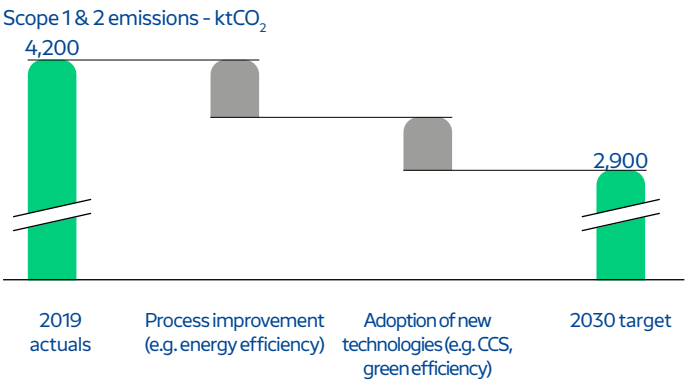 Scope 1 & 2 emissions - ktCO₂
4,200
2,900
2019
actuals
Process improvement
(e.g. energy efficiency)
Adoption of new
technologies (e.g. CCS,
green efficiency)
2030 target